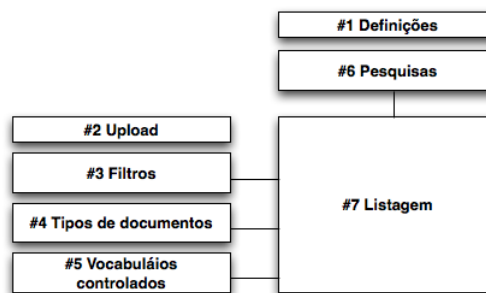 #1 Definições
#6 Pesquisas
#2 Upload
#3 Filtros
#4 Tipos de documentos
#7 Listagem
#5 Vocabuláios
controlados